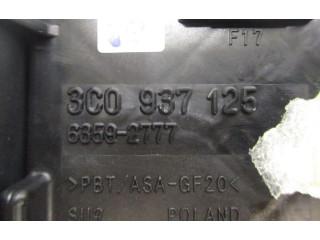 F17
3C0 937 125
6359-2777
>PBT/ASA-GF20<
POLAND